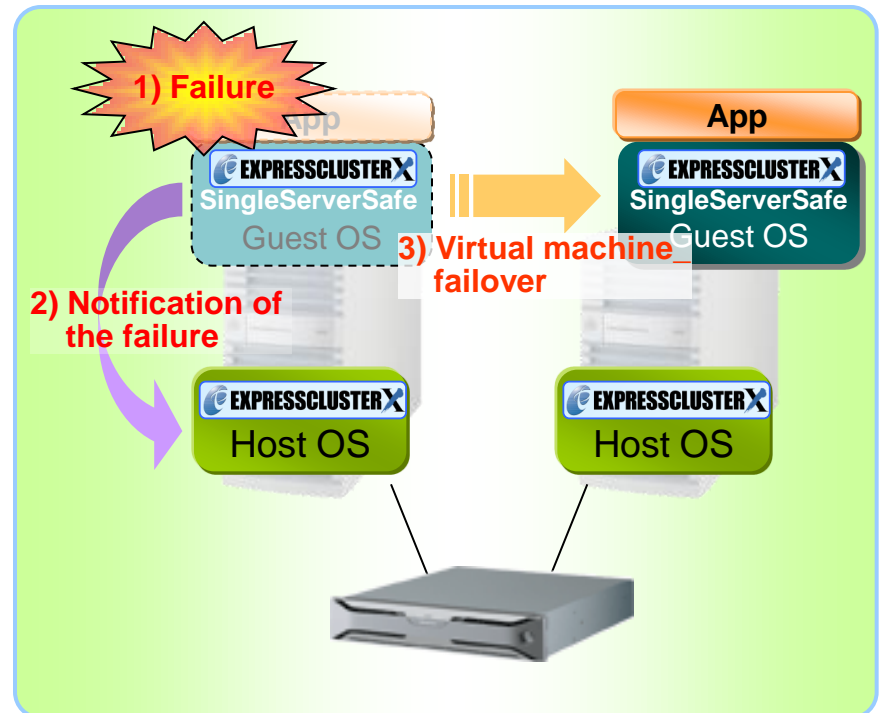 1) Failure
App
EXPRESSCLUSTER X
SingleServerSafe
Guest OS
2) Notification of
the failure
3) Virtual machine_
failover
App
EXPRESSCLUSTER X
SingleServerSafe
Guest OS
EXPRESSCLUSTER X
Host OS
EXPRESSCLUSTER X
Host OS